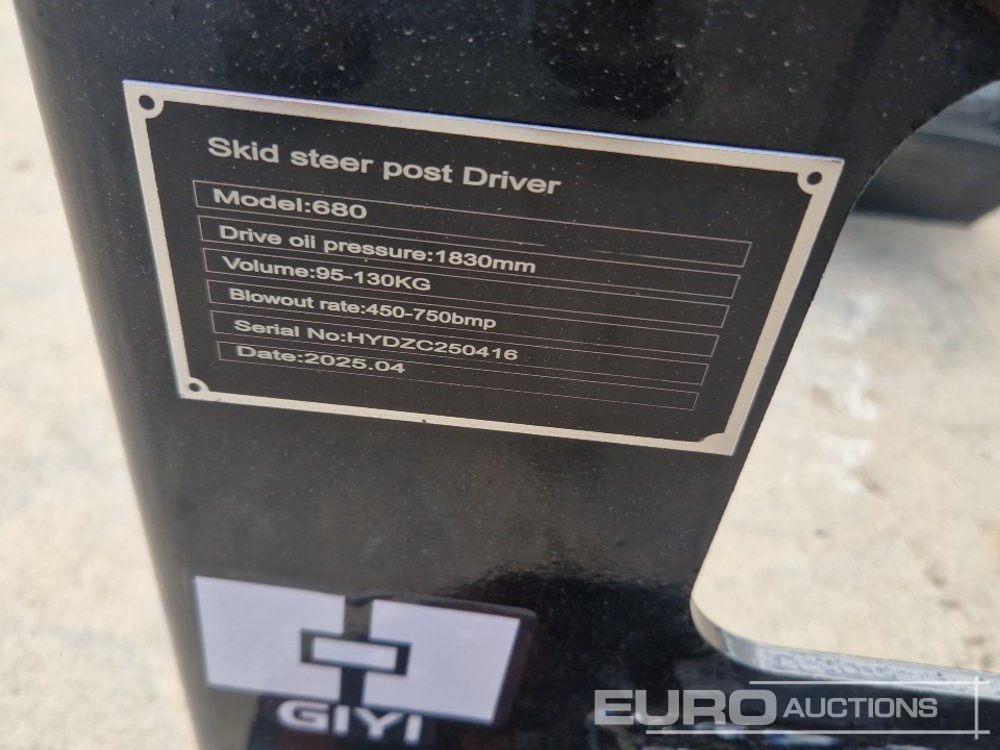 Skid steer post Driver
Model:680
Drive oil pressure:1830mm
Volume:95-130KG
Blowout rate:450-750bmp
Serial No:HYDZC250416
Date:2025.04
GIYI
EURO AUCTIONS